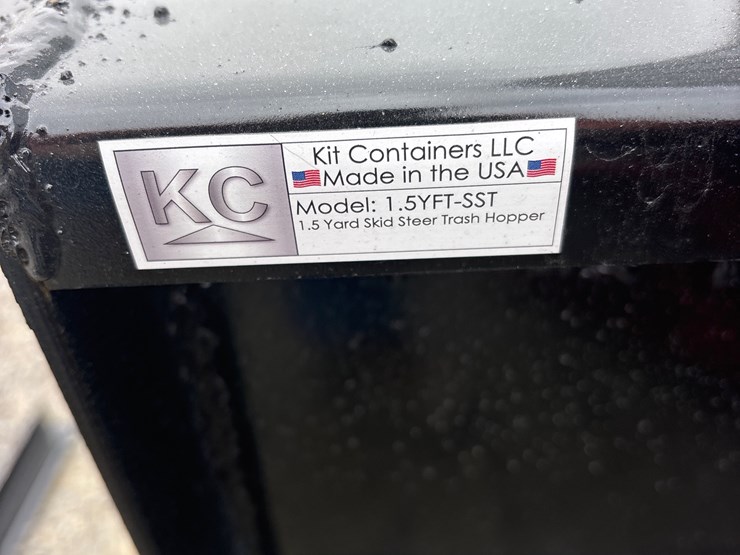 KC
Kit Containers LLC
Made in the USA
Model: 1.5YFT-SST
1.5 Yard Skid Steer Trash Hopper